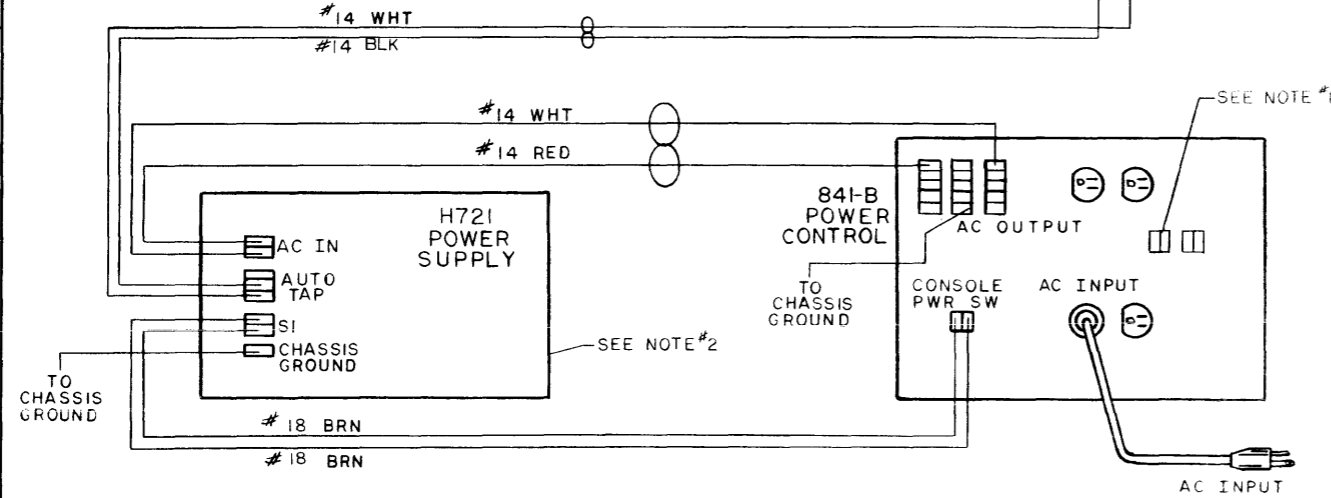 #14 WHT
#14 BLK
#14 WHT
#14 RED
SEE NOTE #1
H721
POWER
SUPPLY
AC IN
AUTO
TAP
S1
CHASSIS
GROUND
TO
CHASSIS
GROUND
SEE NOTE #2
841-B
POWER
CONTROL
AC OUTPUT
TO
CHASSIS
GROUND
CONSOLE
PWR SW
AC INPUT
#18 BRN
#18 BRN
AC INPUT